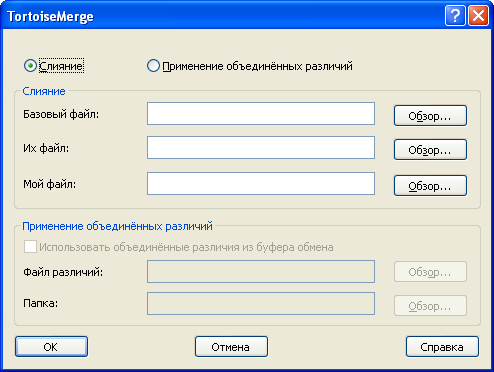 TortoiseMerge
Слияние Применение объединённых различий
Слияние
Базовый файл: Обзор...
Их файл: Обзор...
Мой файл: Обзор...
Применение объединённых различий
Использовать объединённые различия из буфера обмена
Файл различий: Обзор...
Папка: Обзор...
OK Отмена Справка